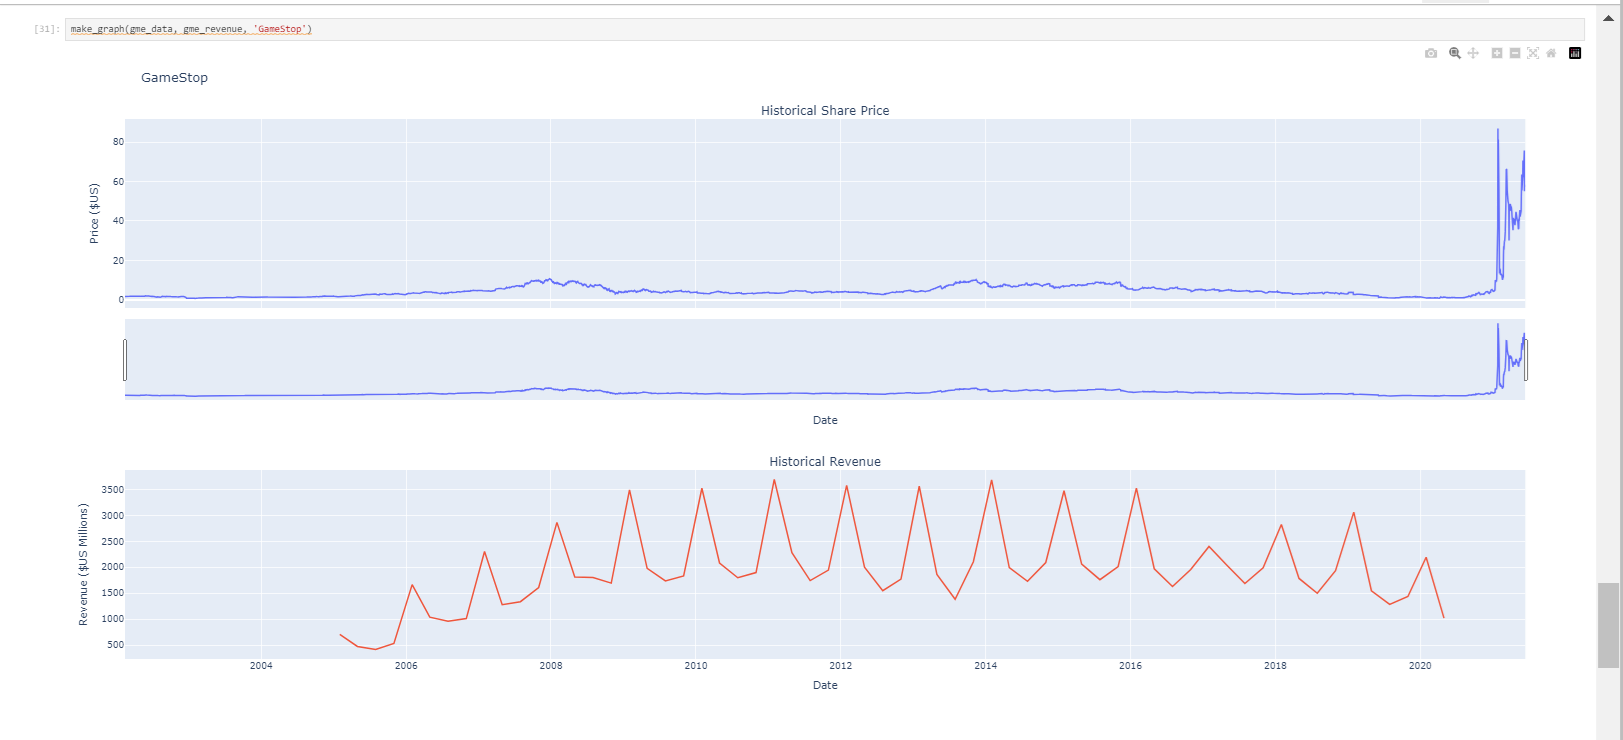 [31]: make_graph(gme_data, gme_revenue, 'GameStop')
GameStop
Historical Share Price
Price ($US)
80
60
40
20
0
Date
Historical Revenue
Revenue ($US Millions)
3500
3000
2500
2000
1500
1000
500
2004 2006 2008 2010 2012 2014 2016 2018 2020
Date